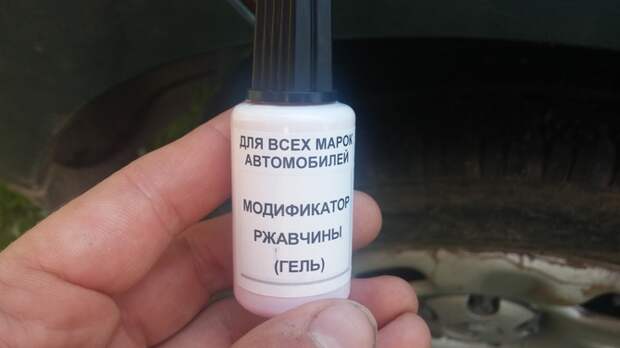 ДЛЯ ВСЕХ МАРОК
АВТОМОБИЛЕЙ
МОДИФИКАТОР
РЖАВЧИНЫ
(ГЕЛЬ)